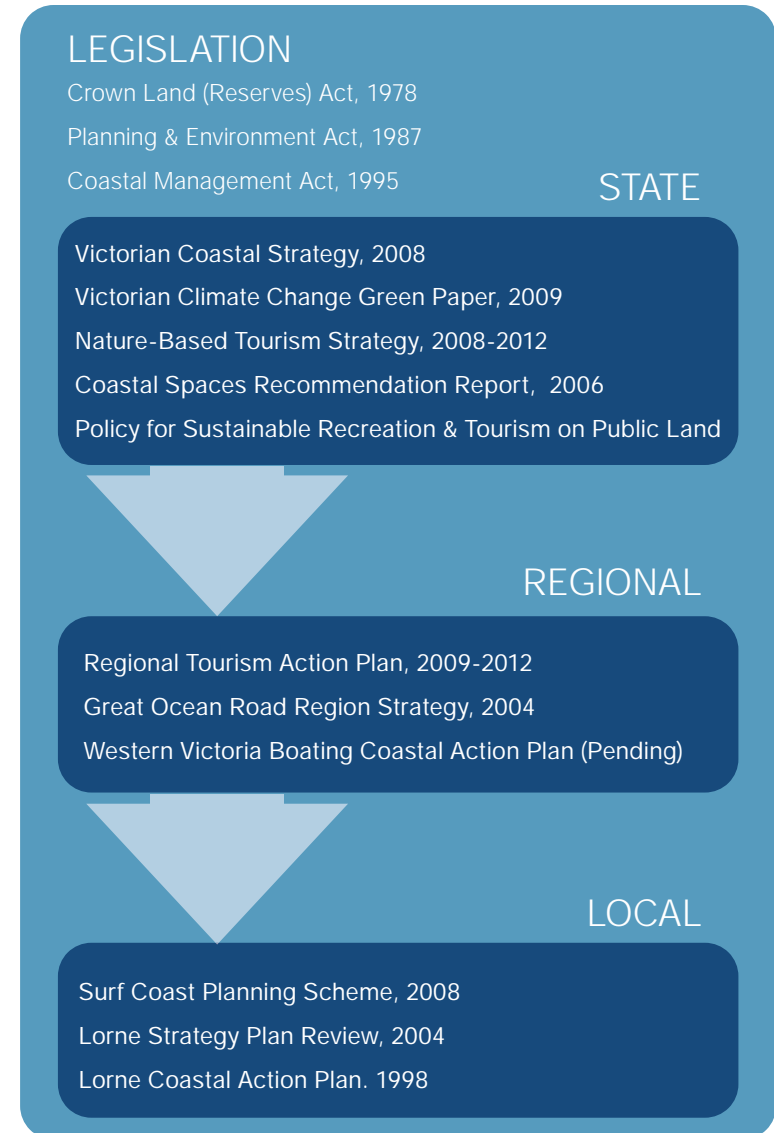 LEGISLATION
Crown Land (Reserves) Act, 1978
Planning & Environment Act, 1987
Coastal Management Act, 1995
STATE
Victorian Coastal Strategy, 2008
Victorian Climate Change Green Paper, 2009
Nature-Based Tourism Strategy, 2008-2012
Coastal Spaces Recommendation Report, 2006
Policy for Sustainable Recreation & Tourism on Public Land
REGIONAL
Regional Tourism Action Plan, 2009-2012
Great Ocean Road Region Strategy, 2004
Western Victoria Boating Coastal Action Plan (Pending)
LOCAL
Surf Coast Planning Scheme, 2008
Lorne Strategy Plan Review, 2004
Lorne Coastal Action Plan. 1998